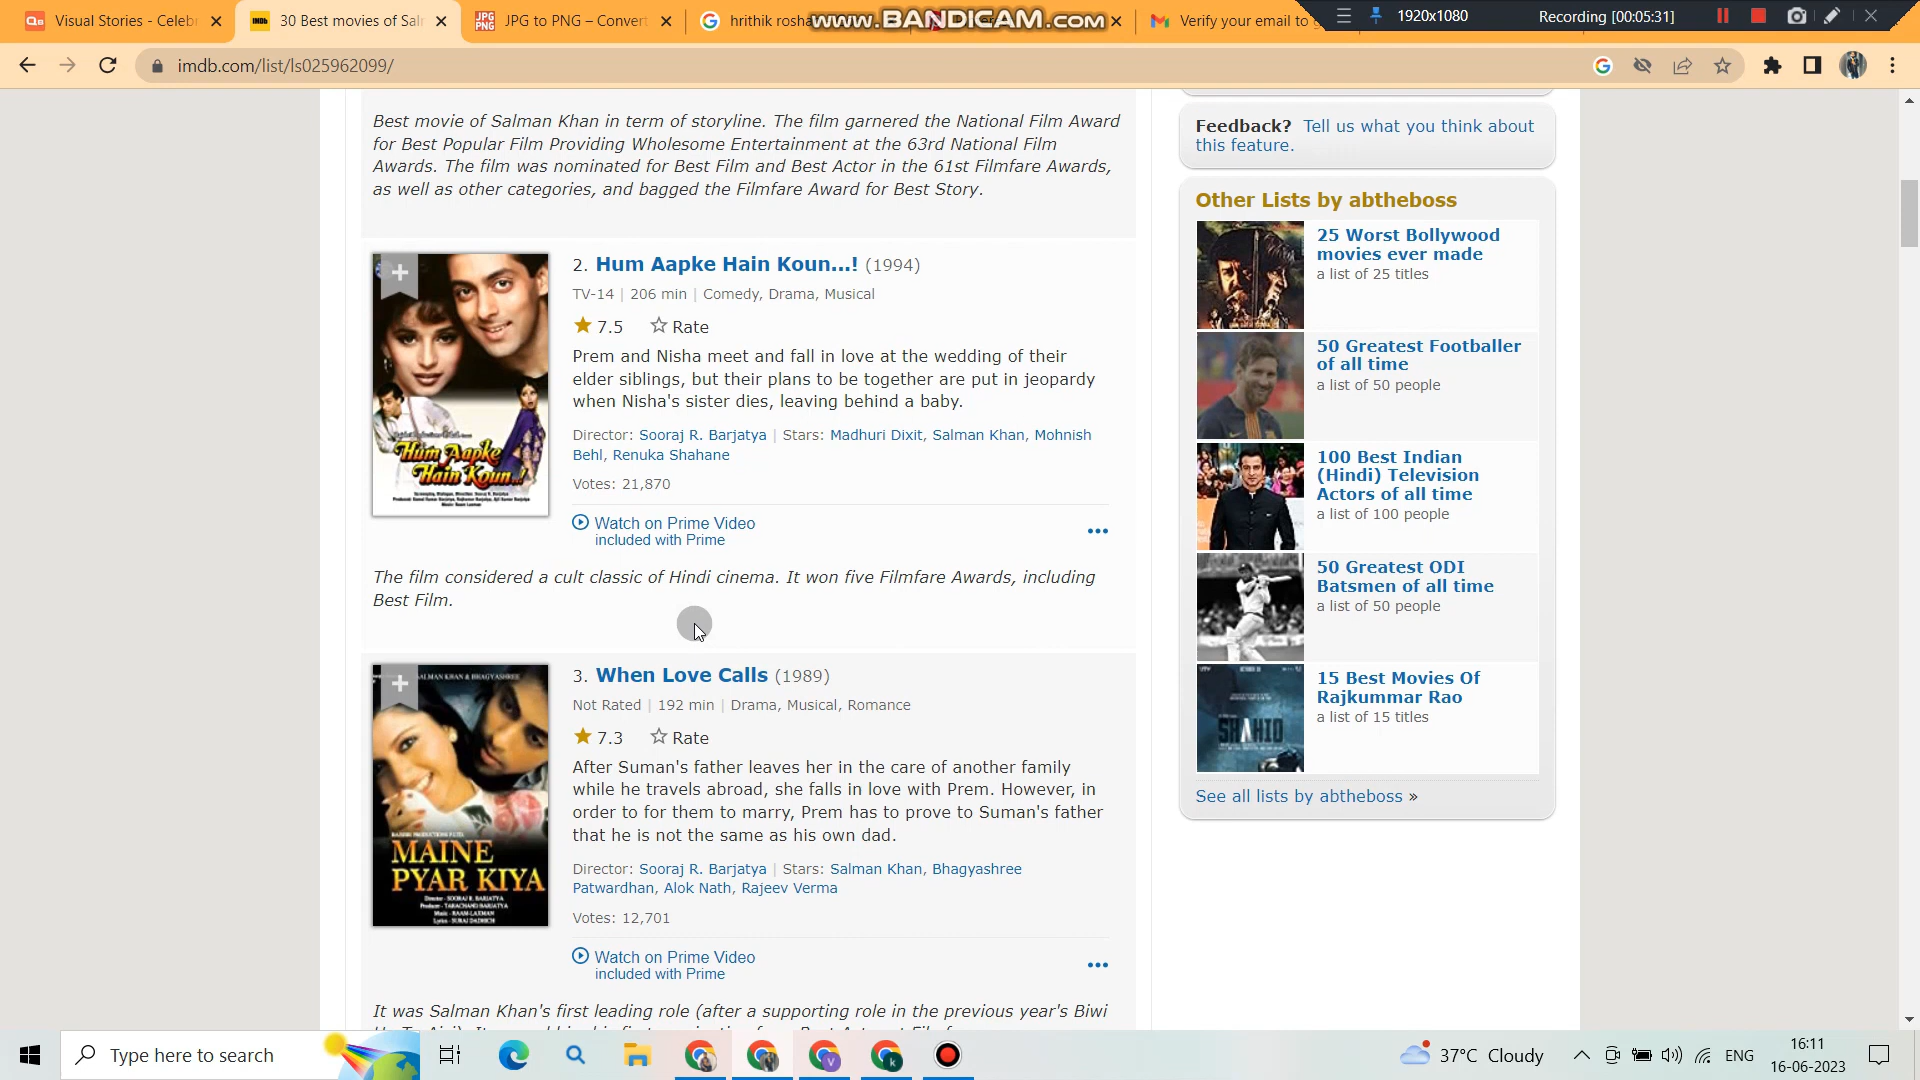 Visual Stories - Celebr
30 Best movies of Salm
JPG to PNG – Convert
hrithik rosha
WWW.BANDICAM.COM
Verify your email to
1920x1080
Recording [00:05:31]
imdb.com/list/ls025962099/
Best movie of Salman Khan in term of storyline. The film garnered the National Film Award
for Best Popular Film Providing Wholesome Entertainment at the 63rd National Film
Awards. The film was nominated for Best Film and Best Actor in the 61st Filmfare Awards,
as well as other categories, and bagged the Filmfare Award for Best Story.
2. Hum Aapke Hain Koun...! (1994)
TV-14 | 206 min | Comedy, Drama, Musical
7.5 Rate
Prem and Nisha meet and fall in love at the wedding of their
elder siblings, but their plans to be together are put in jeopardy
when Nisha's sister dies, leaving behind a baby.
Director: Sooraj R. Barjatya | Stars: Madhuri Dixit, Salman Khan, Mohnish
Behl, Renuka Shahane
Votes: 21,870
Watch on Prime Video
included with Prime
The film considered a cult classic of Hindi cinema. It won five Filmfare Awards, including
Best Film.
Hum Aapke
Hain Koun..!
3. When Love Calls (1989)
Not Rated | 192 min | Drama, Musical, Romance
7.3 Rate
After Suman's father leaves her in the care of another family
while he travels abroad, she falls in love with Prem. However, in
order to for them to marry, Prem has to prove to Suman's father
that he is not the same as his own dad.
Director: Sooraj R. Barjatya | Stars: Salman Khan, Bhagyashree
Patwardhan, Alok Nath, Rajeev Verma
Votes: 12,701
Watch on Prime Video
included with Prime
It was Salman Khan's first leading role (after a supporting role in the previous year's Biwi
SALMAN KHAN & BHAGYASHREE
MAINE
PYAR KIYA
Feedback? Tell us what you think about
this feature.
Other Lists by abtheboss
25 Worst Bollywood
movies ever made
a list of 25 titles
50 Greatest Footballer
of all time
a list of 50 people
100 Best Indian
(Hindi) Television
Actors of all time
a list of 100 people
50 Greatest ODI
Batsmen of all time
a list of 50 people
15 Best Movies Of
Rajkummar Rao
a list of 15 titles
SHAHID
See all lists by abtheboss »
Type here to search
37°C Cloudy
ENG
16:11
16-06-2023